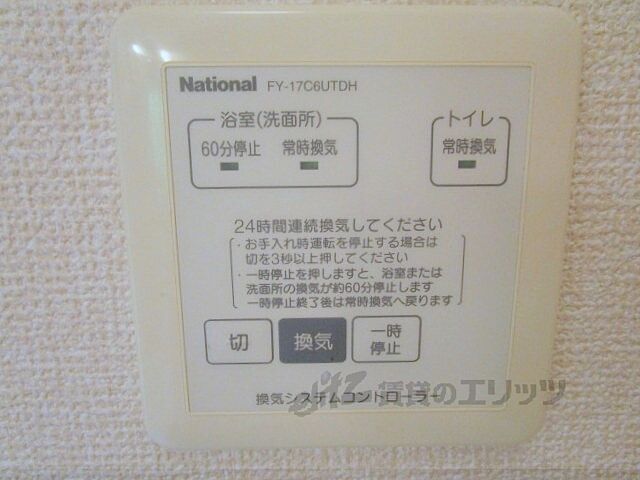 National FY-17C6UTDH
浴室(洗面所) トイレ
60分停止 常時換気 常時換気
24時間連続換気してください
・お手入れ時運転を停止する場合は
切を3秒以上押してください
・一時停止を押しますと、浴室または
洗面所の換気が約60分停止します
一時停止終了後は常時換気へ戻ります
切 換気 一時
停止
換気システムコントローラー
賃貸のエリッツ